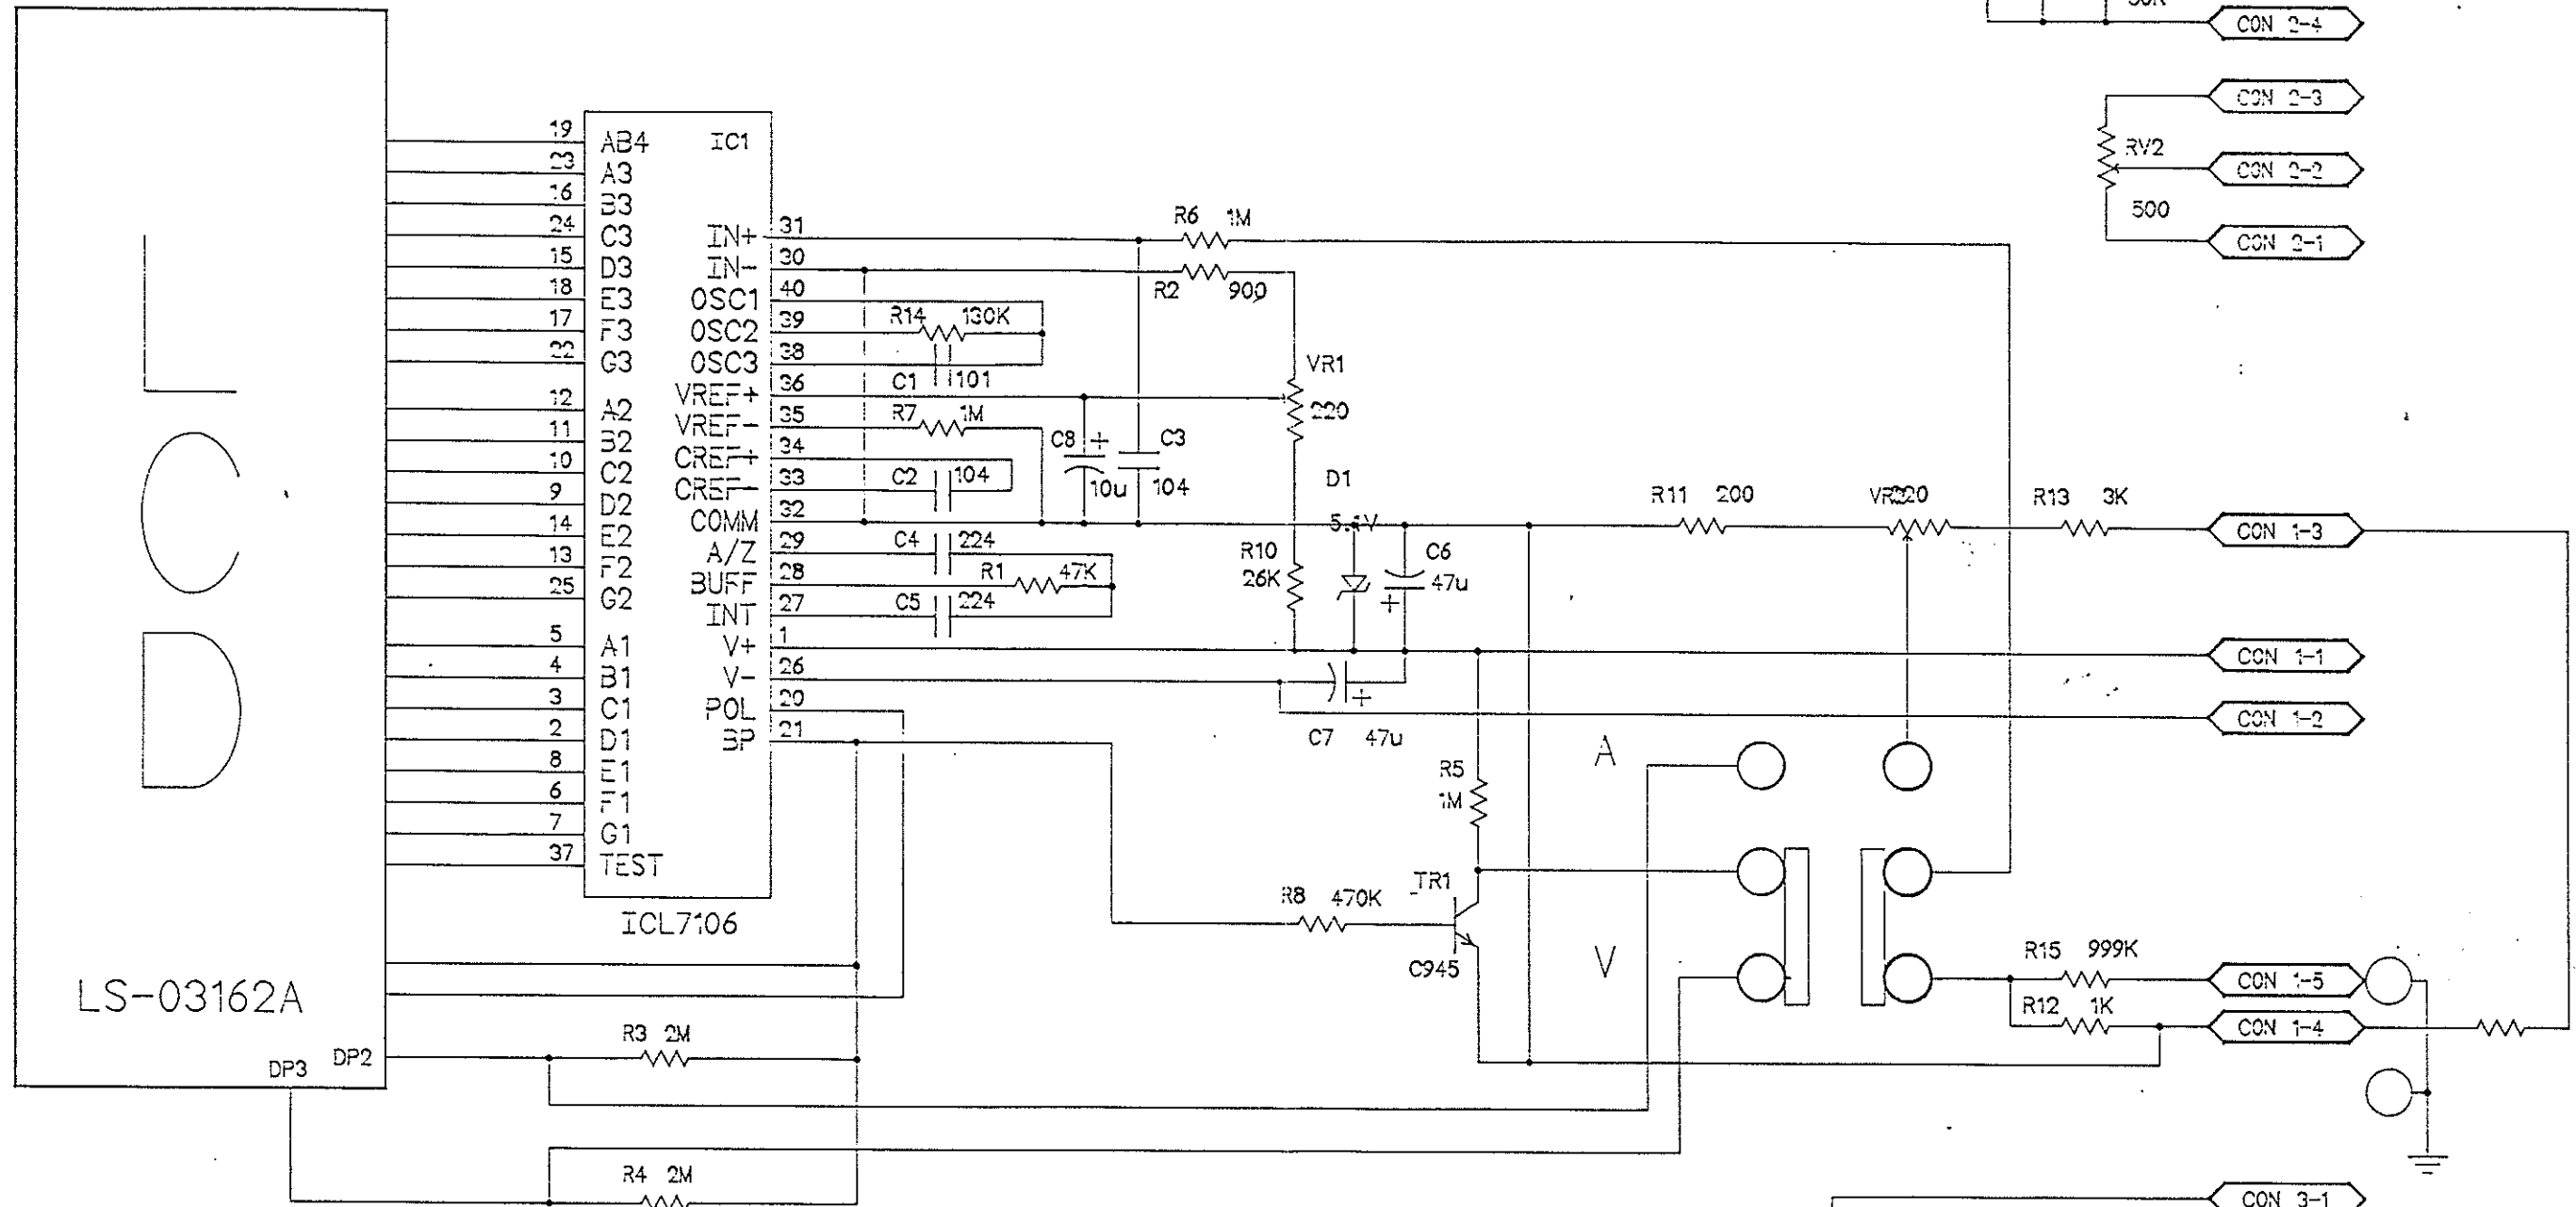 CON 2-4
CON 2-3
RV2
CON 2-2
500
CON 2-1
LCD
LS-03162A
DP3
DP2
IC1
ICL7106
19 AB4
23 A3
16 B3
24 C3
15 D3
18 E3
17 F3
22 G3
12 A2
11 B2
10 C2
9 D2
14 E2
13 F2
25 G2
5 A1
4 B1
3 C1
2 D1
8 E1
6 F1
7 G1
37 TEST
IN+ 31
IN- 30
OSC1 40
OSC2 39
OSC3 38
VREF+ 36
VREF- 35
CREF+ 34
CREF- 33
COMM 32
A/Z 29
BUFF 28
INT 27
V+ 1
V- 26
POL 20
BP 21
R6 1M
R2 900
R14 130K
C1 101
R7 1M
C2 104
C8 + 10u
C3 104
VR1 220
D1
R10 26K
C6 + 47u
C4 224
R1 47K
C5 224
C7 + 47u
R11 200
R13 3K
CON 1-3
CON 1-1
CON 1-2
A
V
R5 1M
TR1
C945
R8 470K
R15 999K
CON 1-5
R12 1K
CON 1-4
R3 2M
R4 2M
CON 3-1